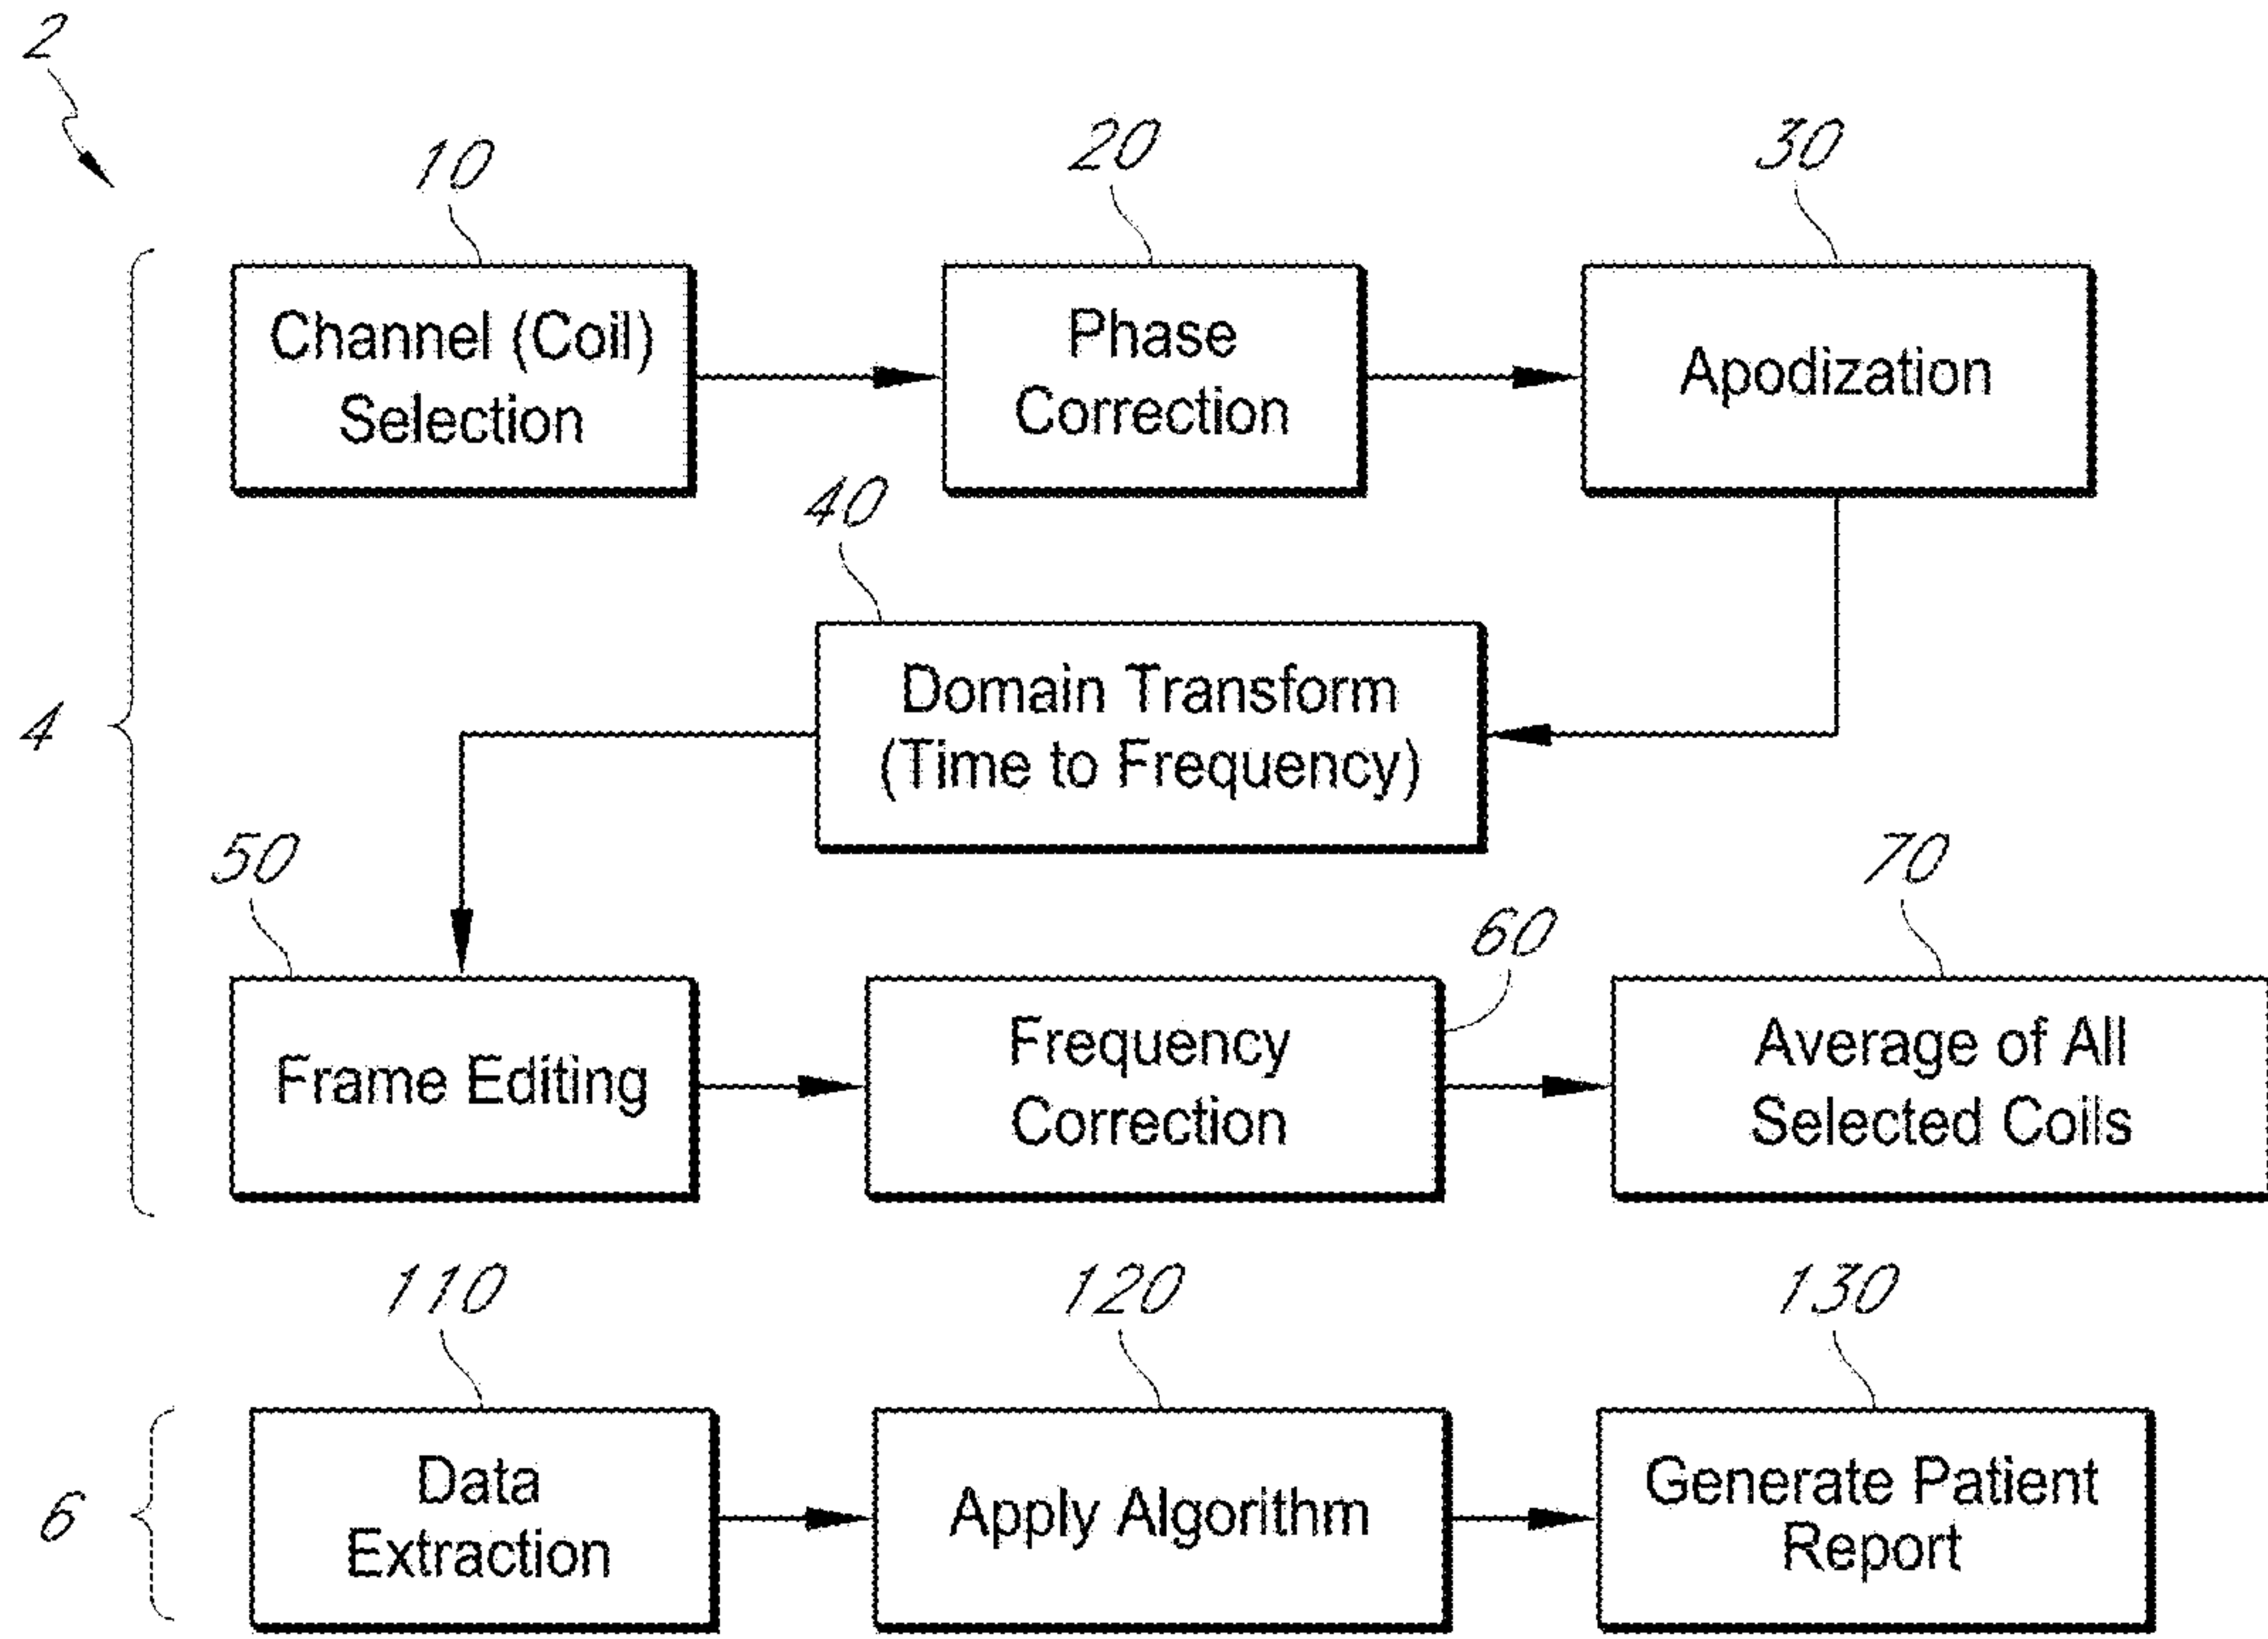 2
10
20
30
Channel (Coil)
Selection
Phase
Correction
Apodization
40
Domain Transform
(Time to Frequency)
4
50
60
70
Frame Editing
Frequency
Correction
Average of All
Selected Coils
110
120
130
6
Data
Extraction
Apply Algorithm
Generate Patient
Report